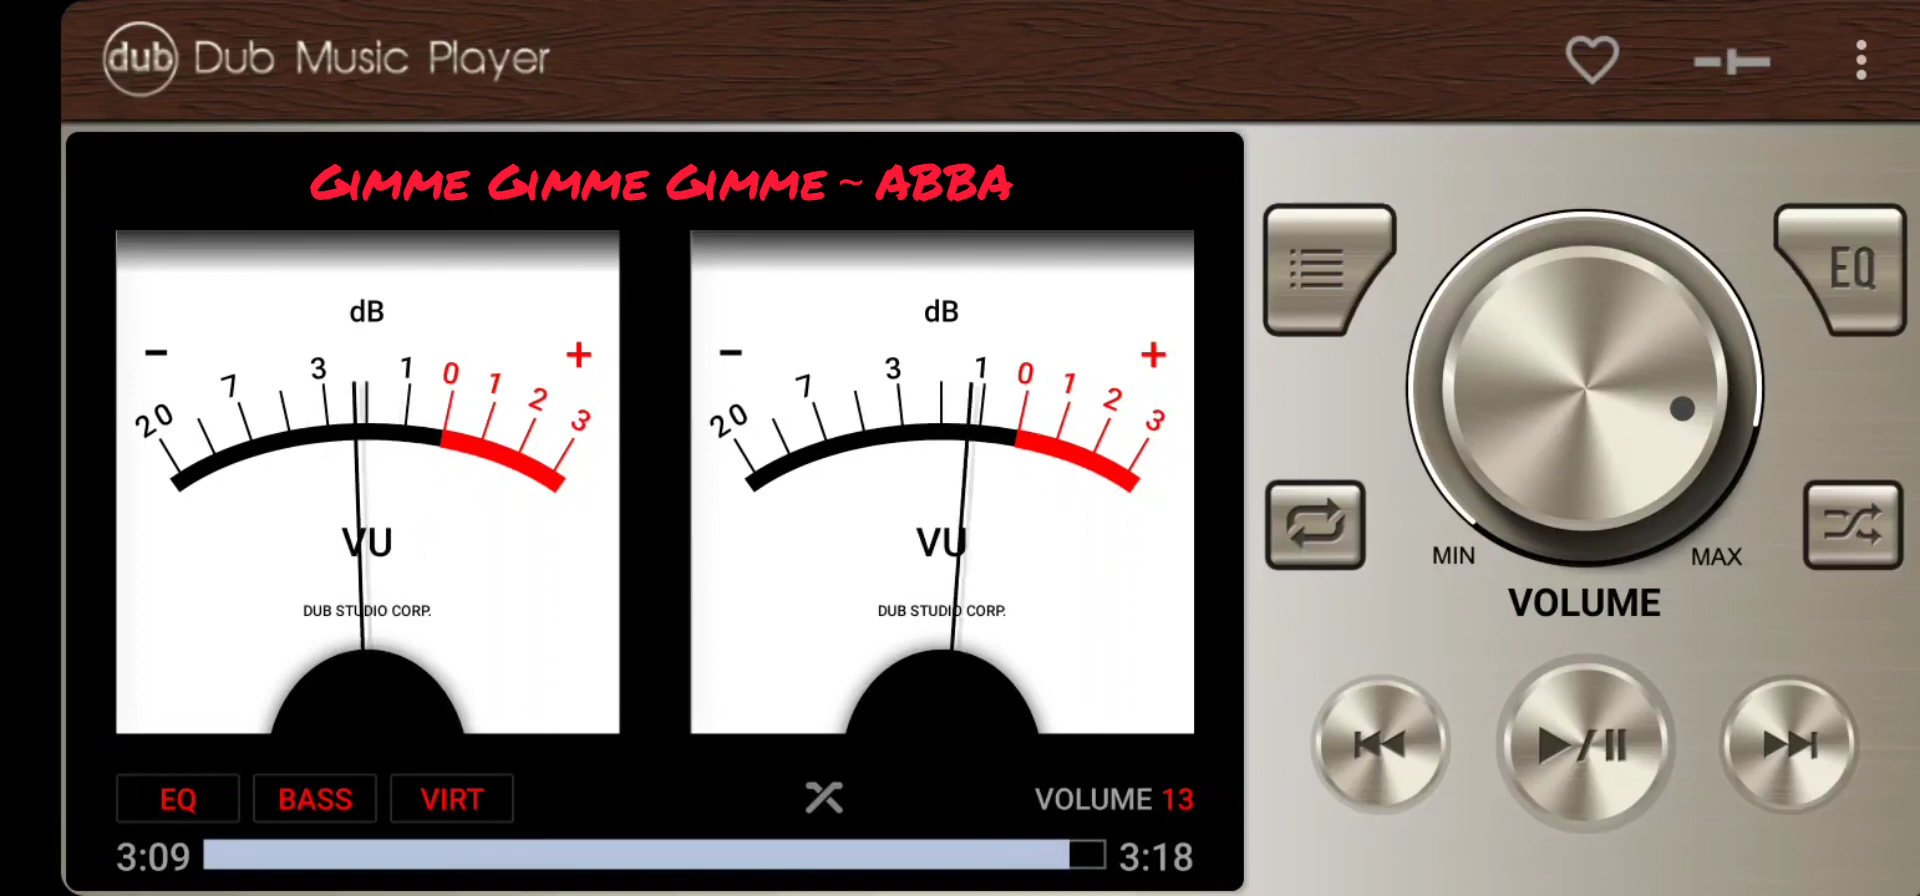 dub Dub Music Player
Gimme Gimme Gimme ~ ABBA
dB
− +
20 7 3 1 0 1 2 3
VU
DUB STUDIO CORP.
dB
− +
20 7 3 1 0 1 2 3
VU
DUB STUDIO CORP.
EQ BASS VIRT VOLUME 13
3:09 3:18
EQ
MIN MAX
VOLUME